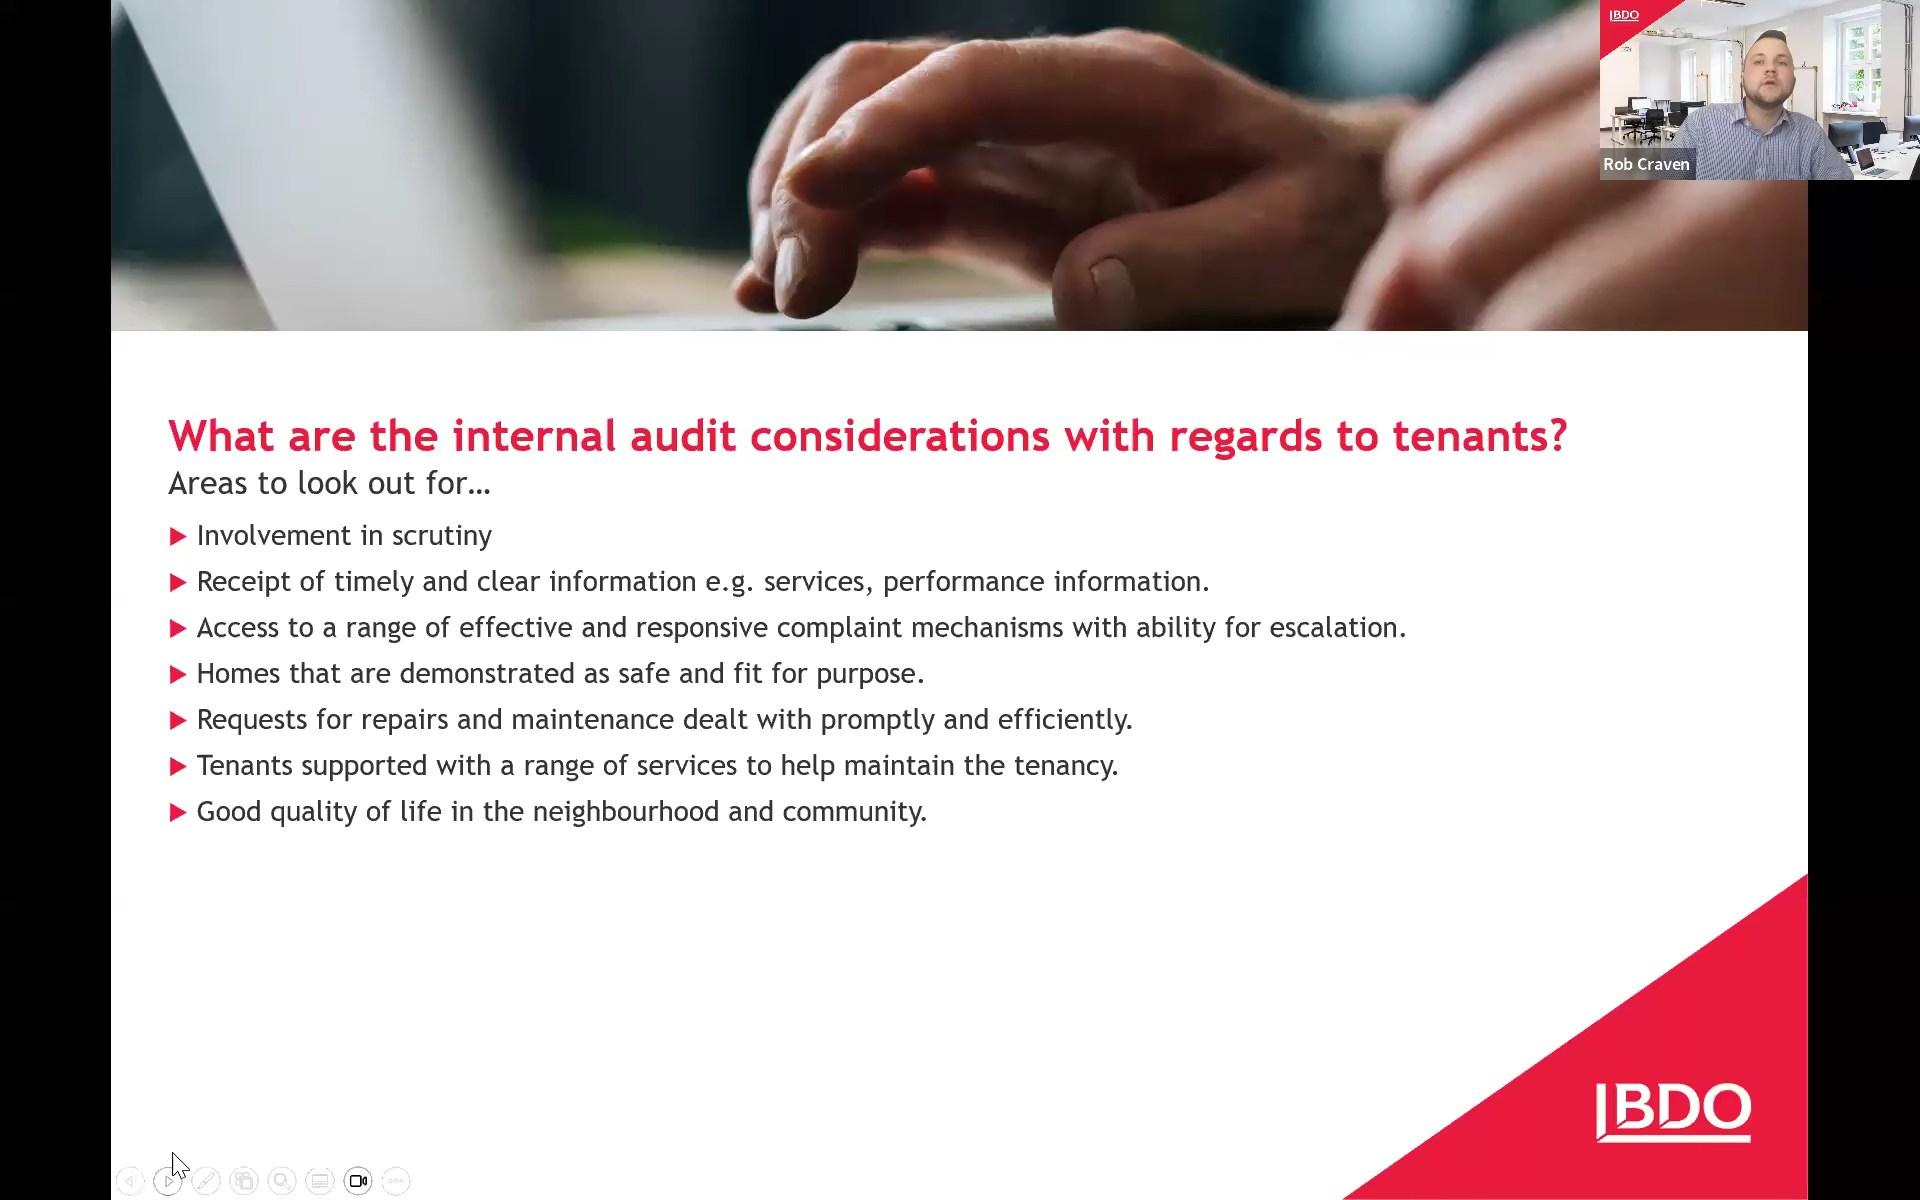 BDO
Rob Craven
What are the internal audit considerations with regards to tenants?
Areas to look out for...
Involvement in scrutiny
Receipt of timely and clear information e.g. services, performance information.
Access to a range of effective and responsive complaint mechanisms with ability for escalation.
Homes that are demonstrated as safe and fit for purpose.
Requests for repairs and maintenance dealt with promptly and efficiently.
Tenants supported with a range of services to help maintain the tenancy.
Good quality of life in the neighbourhood and community.
BDO